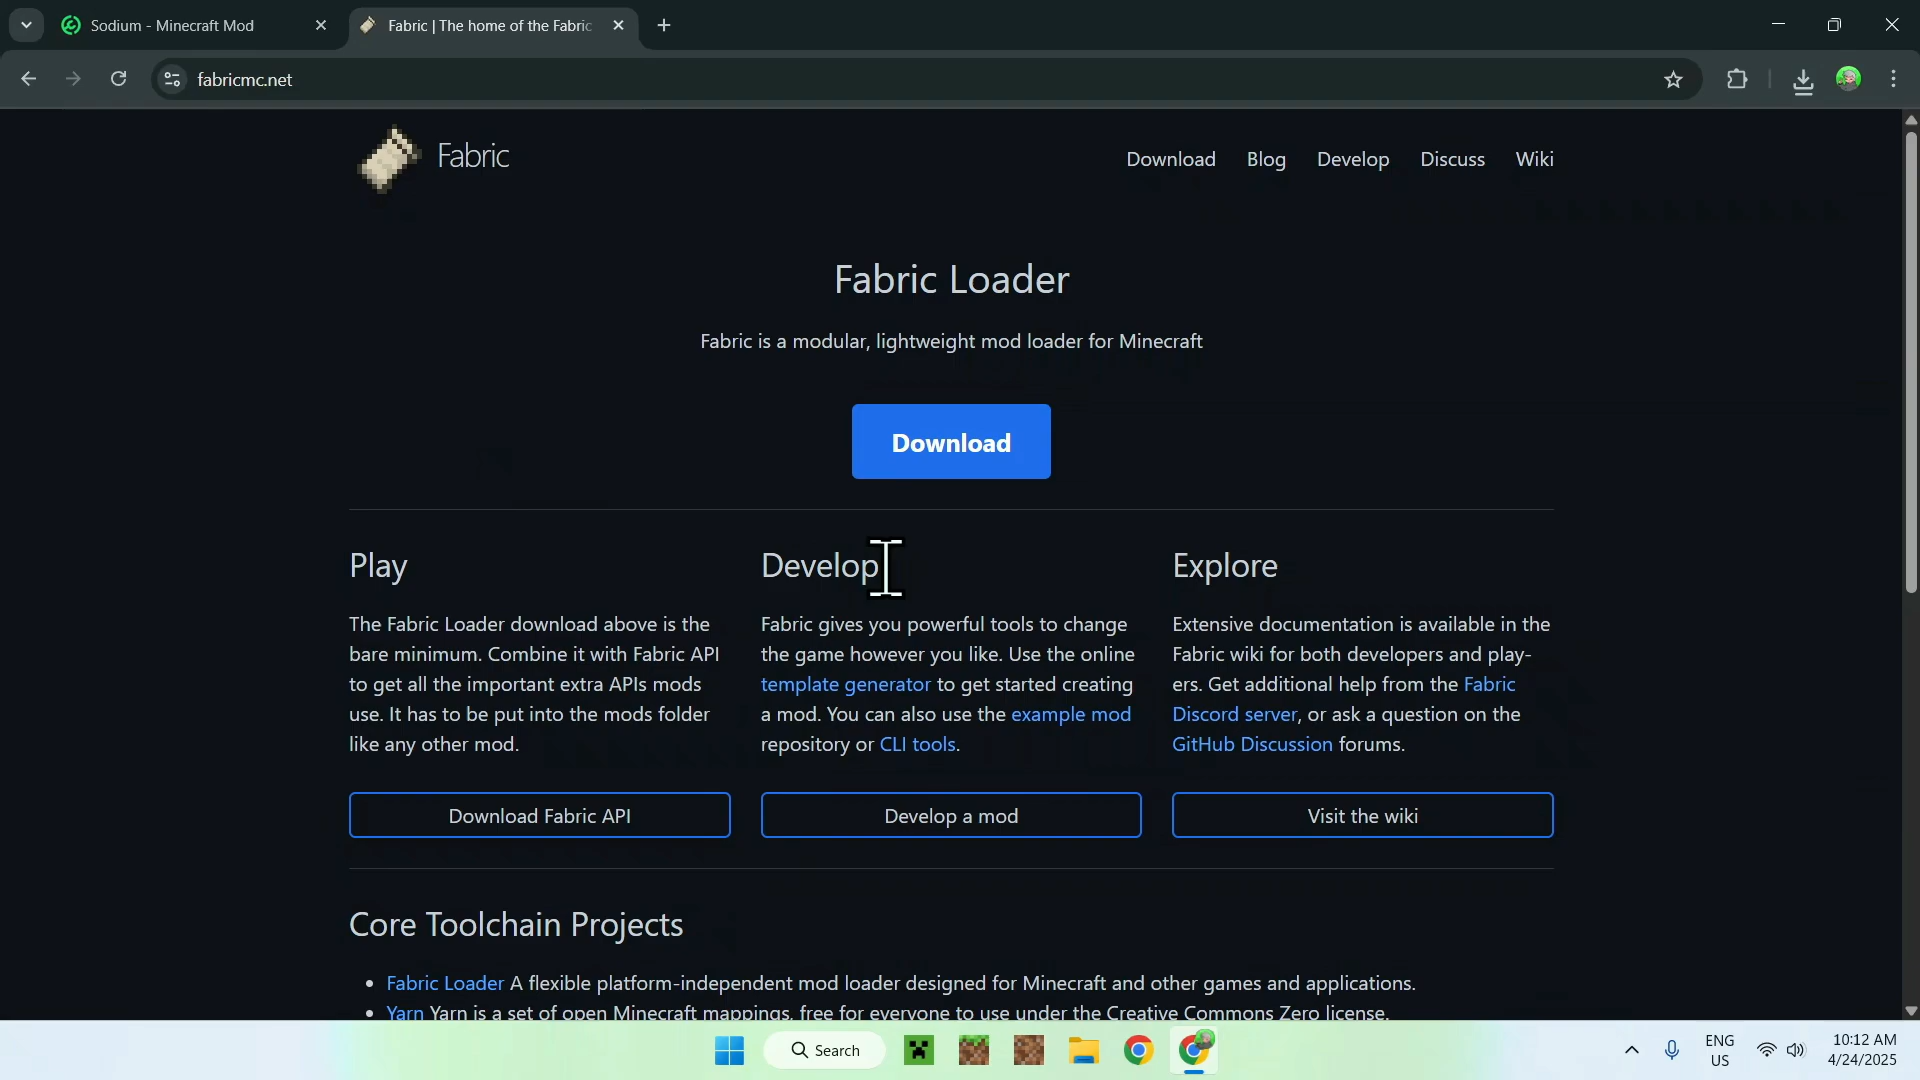 Sodium - Minecraft Mod
Fabric | The home of the Fabric
fabricmc.net
Fabric
Download Blog Develop Discuss Wiki
Fabric Loader
Fabric is a modular, lightweight mod loader for Minecraft
Download
Play
The Fabric Loader download above is the
bare minimum. Combine it with Fabric API
to get all the important extra APIs mods
use. It has to be put into the mods folder
like any other mod.
Download Fabric API
Develop
Fabric gives you powerful tools to change
the game however you like. Use the online
template generator to get started creating
a mod. You can also use the example mod
repository or CLI tools.
Develop a mod
Explore
Extensive documentation is available in the
Fabric wiki for both developers and play-
ers. Get additional help from the Fabric
Discord server, or ask a question on the
GitHub Discussion forums.
Visit the wiki
Core Toolchain Projects
• Fabric Loader A flexible platform-independent mod loader designed for Minecraft and other games and applications.
• Yarn Yarn is a set of open Minecraft mappings, free for everyone to use under the Creative Commons Zero license.
Search
ENG
US
10:12 AM
4/24/2025